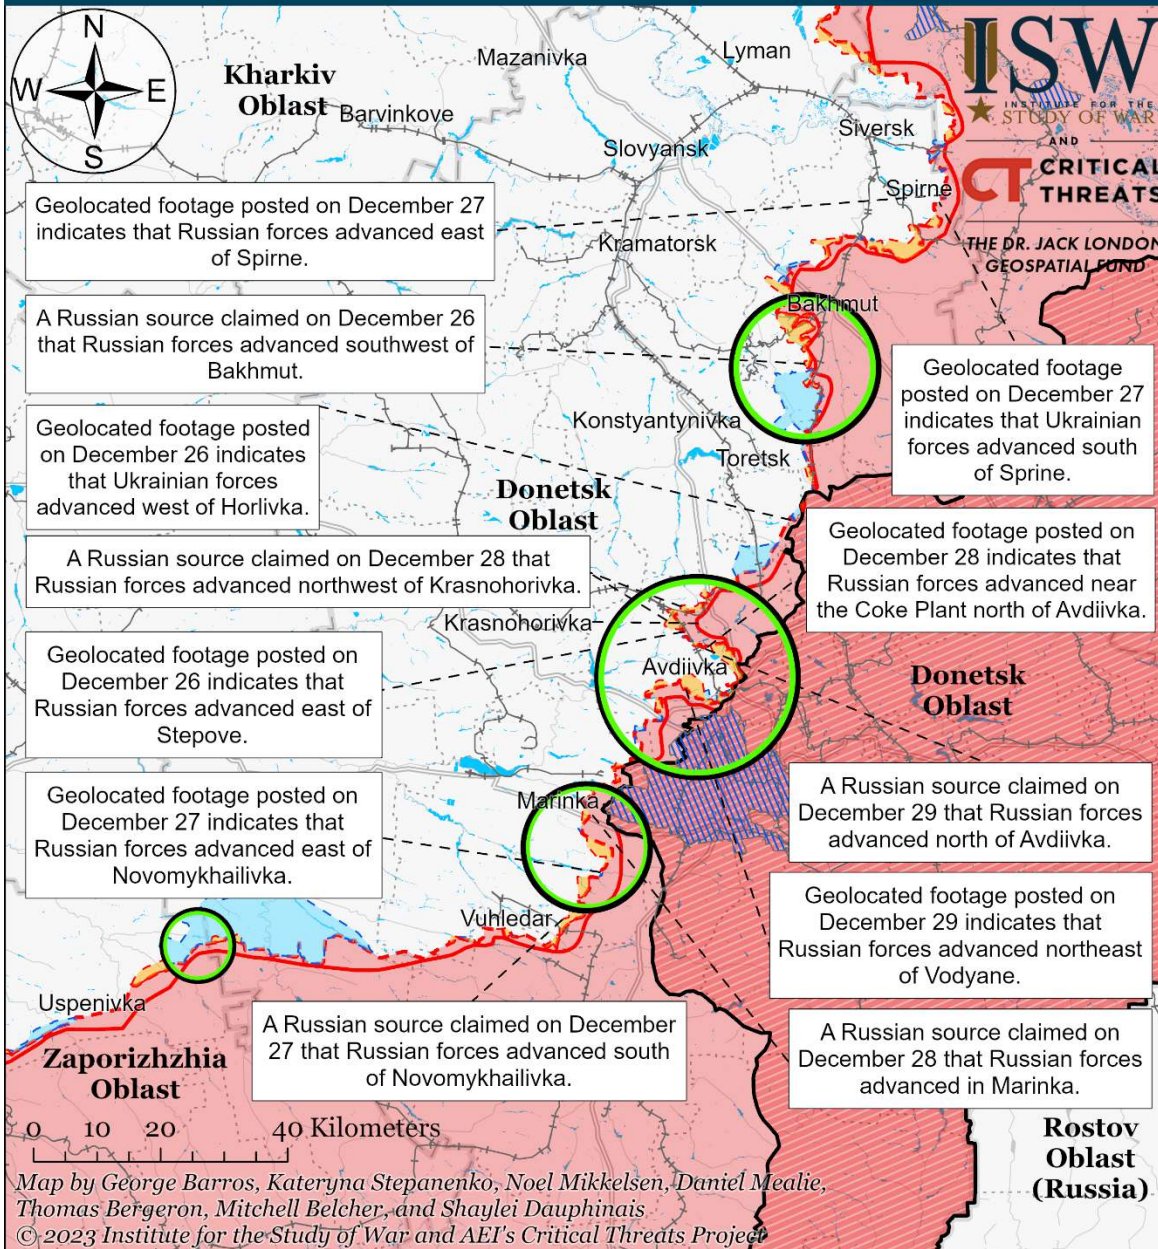 N
W
E
S
Kharkiv
Oblast
Mazanivka
Lyman
Barvinkove
Slovyansk
Siversk
Spirne
Kramatorsk
ISW
INSTITUTE FOR THE
STUDY OF WAR
AND
CT CRITICAL
THREATS
THE DR. JACK LONDON
GEOSPATIAL FUND
Geolocated footage posted on December 27
indicates that Russian forces advanced east
of Spirne.
A Russian source claimed on December 26
that Russian forces advanced southwest of
Bakhmut.
Bakhmut
Geolocated footage
posted on December 27
indicates that Ukrainian
forces advanced south
of Sprine.
Geolocated footage posted
on December 26 indicates
that Ukrainian forces
advanced west of Horlivka.
Konstyantynivka
Toretsk
Donetsk
Oblast
A Russian source claimed on December 28 that
Russian forces advanced northwest of Krasnohorivka.
Geolocated footage posted on
December 28 indicates that
Russian forces advanced near
the Coke Plant north of Avdiivka.
Krasnohorivka
Avdiivka
Geolocated footage posted on
December 26 indicates that
Russian forces advanced east of
Stepove.
Donetsk
Oblast
Geolocated footage posted on
December 27 indicates that
Russian forces advanced east of
Novomykhailivka.
Marinka
A Russian source claimed on
December 29 that Russian forces
advanced north of Avdiivka.
Vuhledar
Geolocated footage posted on
December 29 indicates that
Russian forces advanced northeast
of Vodyane.
Uspenivka
A Russian source claimed on December
27 that Russian forces advanced south
of Novomykhailivka.
A Russian source claimed on
December 28 that Russian forces
advanced in Marinka.
Zaporizhzhia
Oblast
0 10 20 40 Kilometers
Rostov
Oblast
(Russia)
Map by George Barros, Kateryna Stepanenko, Noel Mikkelsen, Daniel Mealie,
Thomas Bergeron, Mitchell Belcher, and Shaylei Dauphinais
© 2023 Institute for the Study of War and AEI's Critical Threats Project